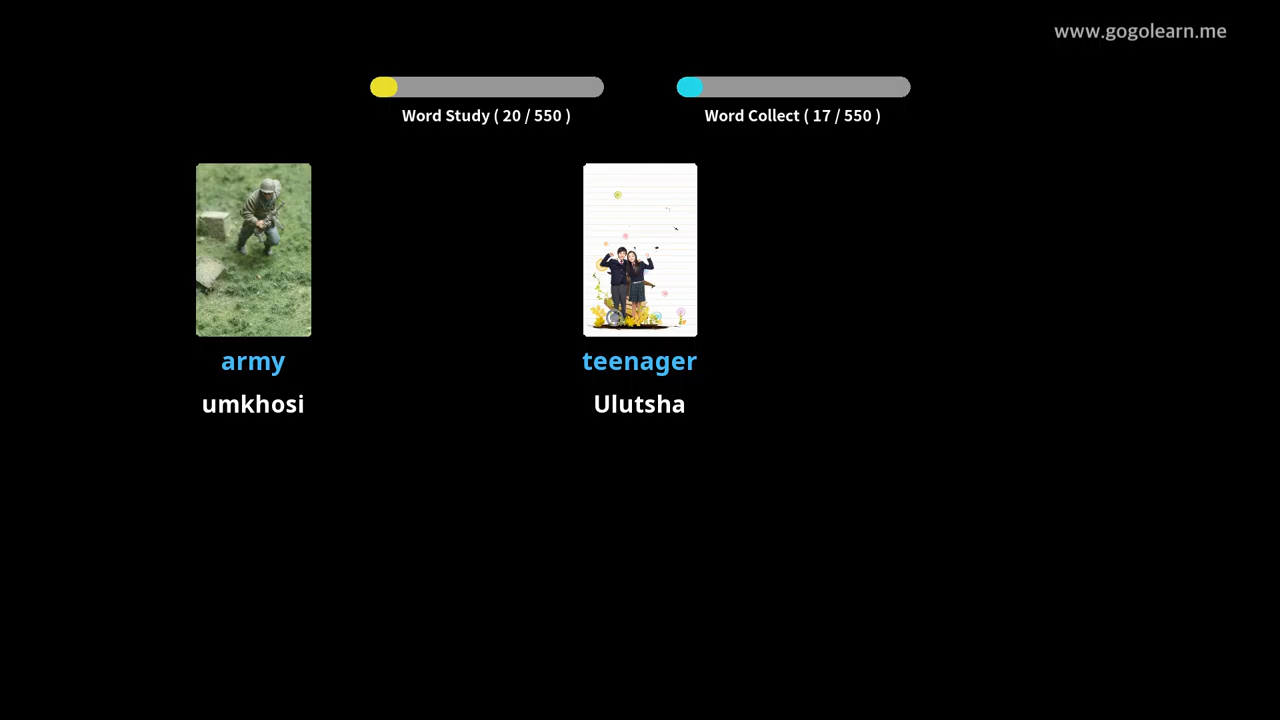 www.gogolearn.me
Word Study ( 20 / 550 )
Word Collect ( 17 / 550 )
army
umkhosi
teenager
Ulutsha